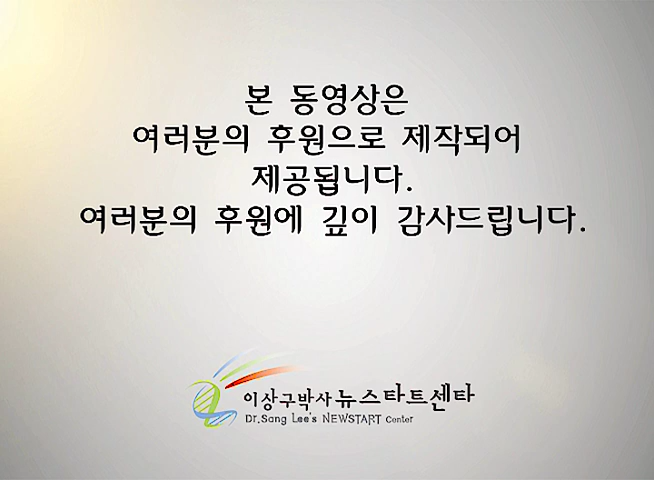 본 동영상은
여러분의 후원으로 제작되어
제공됩니다.
여러분의 후원에 깊이 감사드립니다.
이상구박사 뉴스타트센타
Dr.Sang Lee's NEWSTART Center